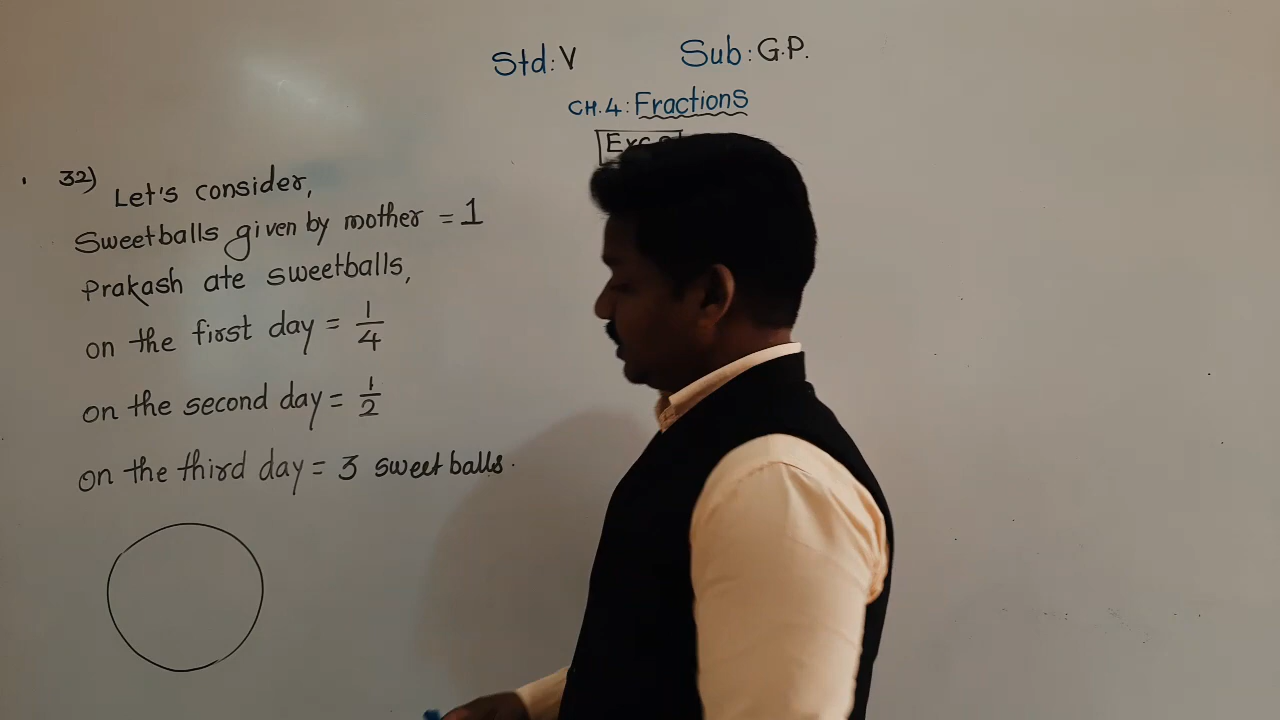 Std: V Sub: G.P.
CH.4: Fractions
32) Let's consider,
Sweetballs given by mother = 1
Prakash ate sweetballs,
on the first day = 1/4
on the second day = 1/2
on the third day = 3 sweet balls.